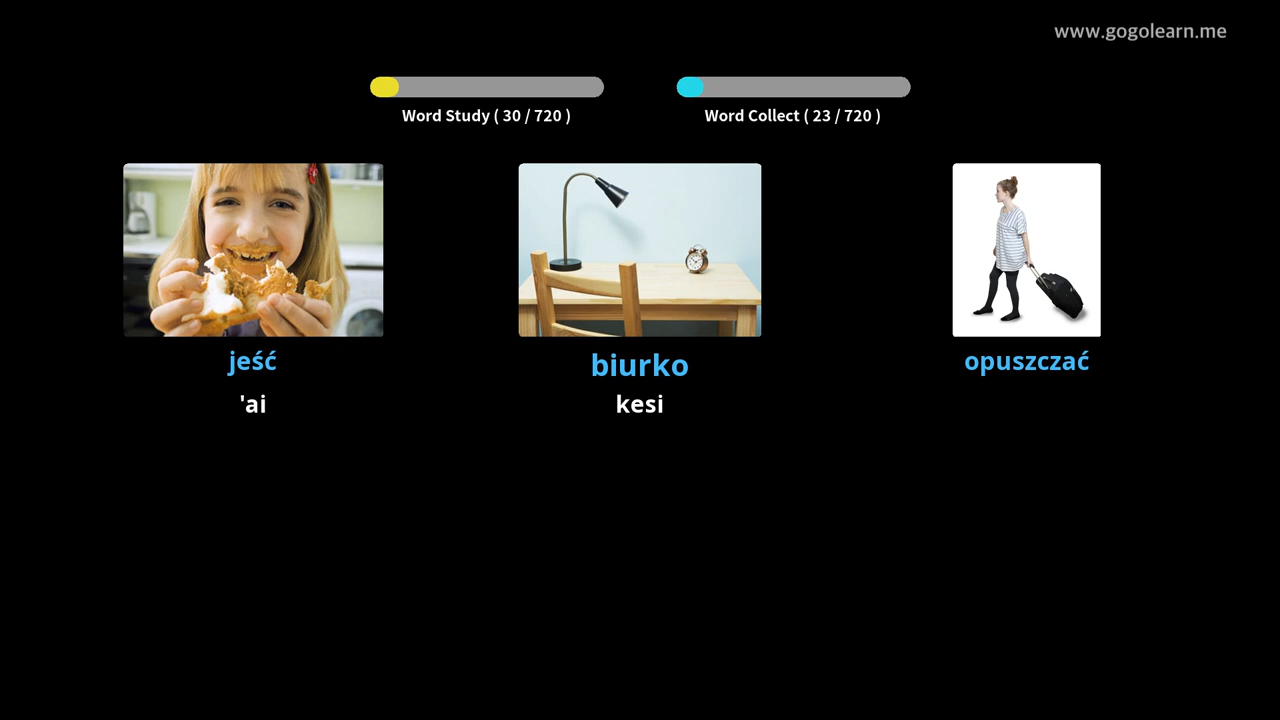 www.gogolearn.me
Word Study ( 30 / 720 )
Word Collect ( 23 / 720 )
jeść
biurko
opuszczać
'ai
kesi